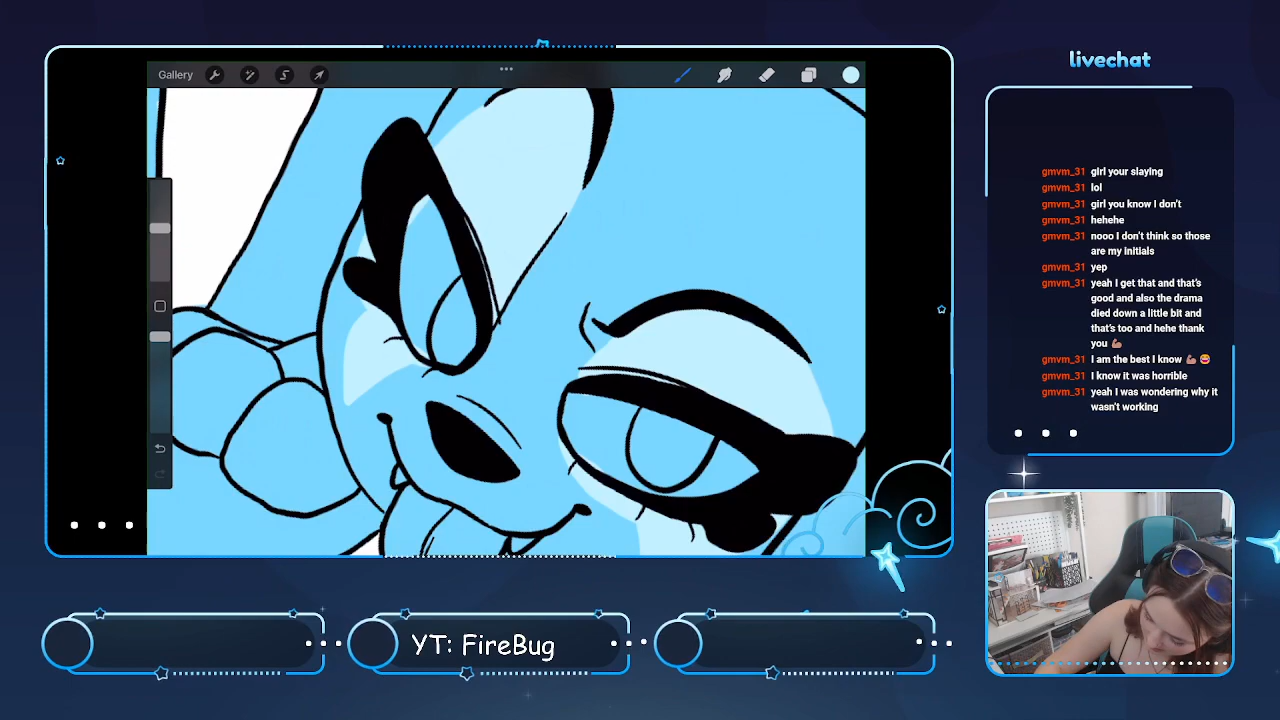 Gallery
livechat
gmvm_31 girl your slaying
gmvm_31 lol
gmvm_31 girl you know I don't
gmvm_31 hehehe
gmvm_31 nooo I don't think so those
are my initials
gmvm_31 yep
gmvm_31 yeah I get that and that's
good and also the drama
died down a little bit and
that's too and hehe thank
you 💪🏽
gmvm_31 I am the best I know 💪🏽 😂
gmvm_31 I know it was horrible
gmvm_31 yeah I was wondering why it
wasn't working
YT: FireBug